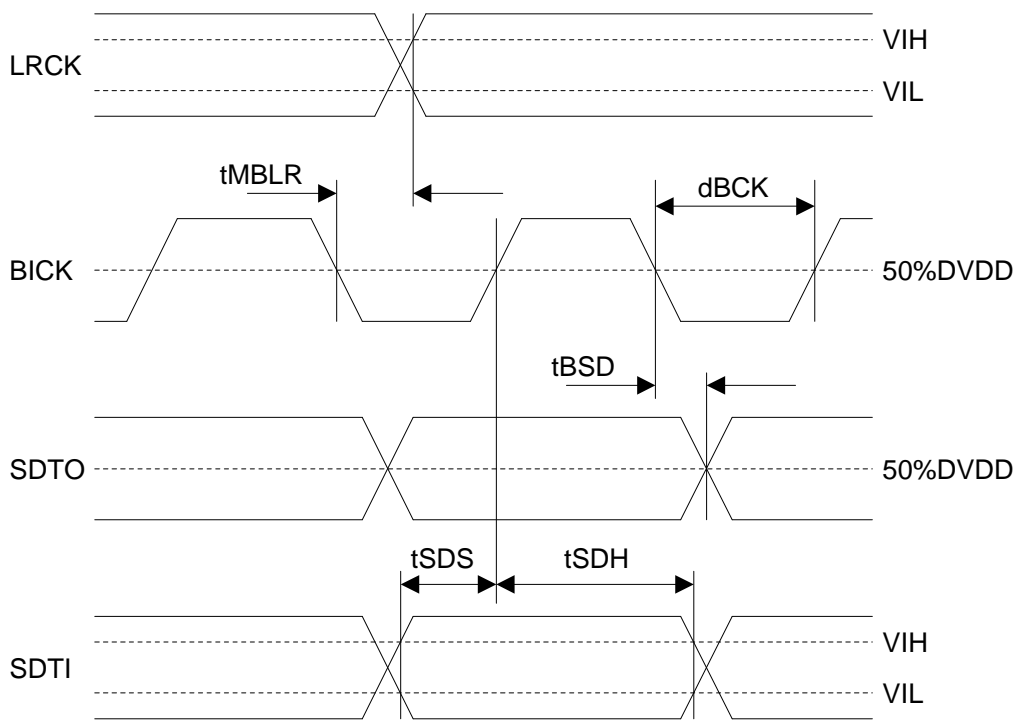 VIH
LRCK
VIL
tMBLR
dBCK
BICK
50%DVDD
tBSD
SDTO
50%DVDD
tSDS
tSDH
VIH
SDTI
VIL